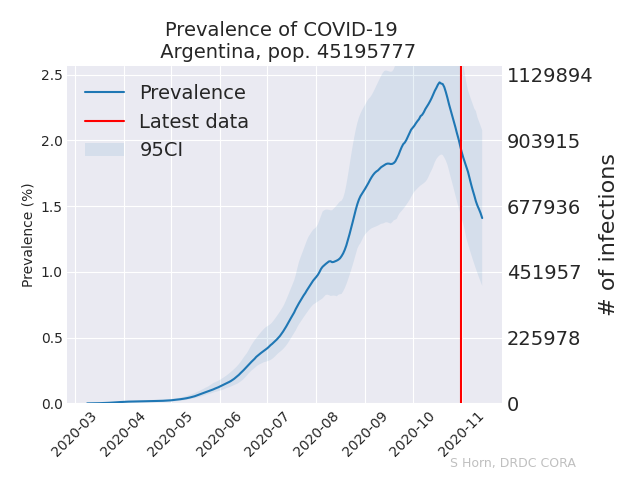 Prevalence of COVID-19
Argentina, pop. 45195777
Prevalence
Latest data
95CI
2.5
2.0
1.5
1.0
0.5
0.0
Prevalence (%)
1129894
903915
677936
451957
225978
0
# of infections
2020-03
2020-04
2020-05
2020-06
2020-07
2020-08
2020-09
2020-10
2020-11
S Horn, DRDC CORA